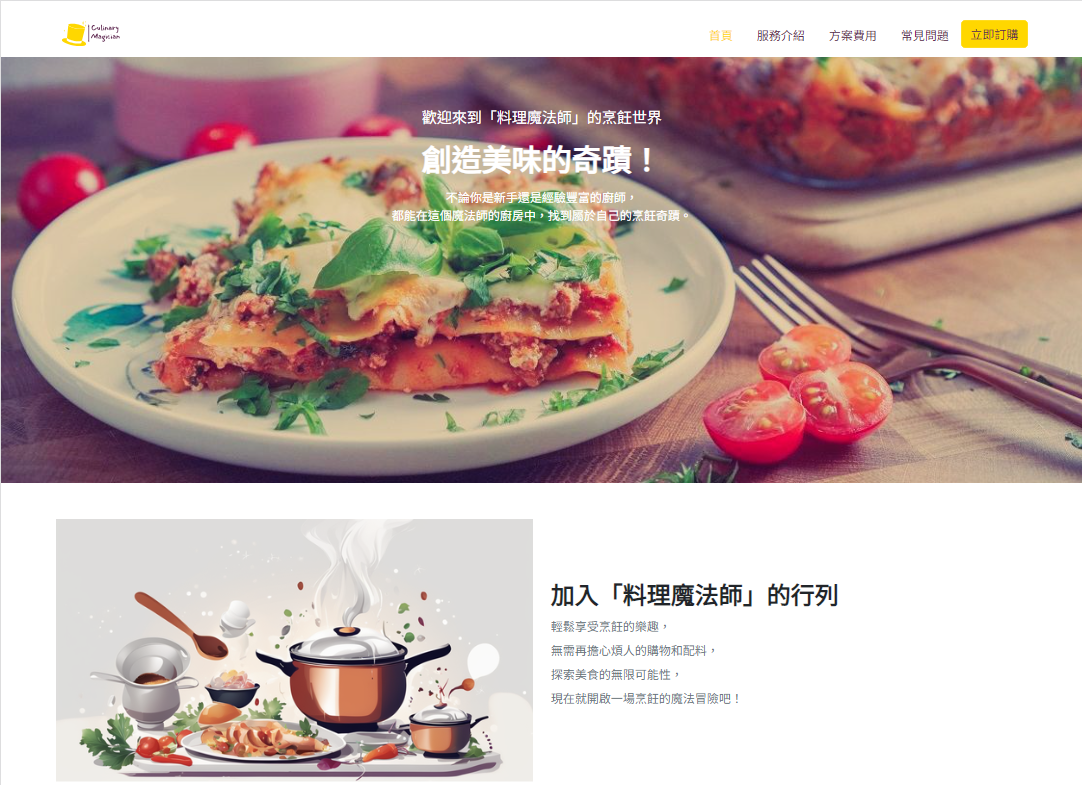 Culinary
Magician
首頁
服務介紹
方案費用
常見問題
立即訂購
歡迎來到「料理魔法師」的烹飪世界
創造美味的奇蹟！
不論你是新手還是經驗豐富的廚師，
都能在這個魔法師的廚房中，找到屬於自己的烹飪奇蹟。
加入「料理魔法師」的行列
輕鬆享受烹飪的樂趣，
無需再擔心煩人的購物和配料，
探索美食的無限可能性，
現在就開啟一場烹飪的魔法冒險吧！